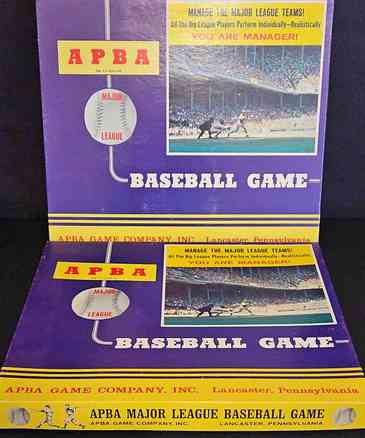 MANAGE THE MAJOR LEAGUE TEAMS!
All The Big League Players Perform Individually—Realistically
YOU ARE MANAGER!
APBA
MAJOR
LEAGUE
BASEBALL GAME
APBA GAME COMPANY, INC. Lancaster, Pennsylvania
MANAGE THE MAJOR LEAGUE TEAMS!
All The Big League Players Perform Individually—Realistically
YOU ARE MANAGER!
APBA
MAJOR
LEAGUE
BASEBALL GAME
APBA GAME COMPANY, INC. Lancaster, Pennsylvania
APBA MAJOR LEAGUE BASEBALL GAME
APBA GAME COMPANY, INC. LANCASTER, PENNSYLVANIA